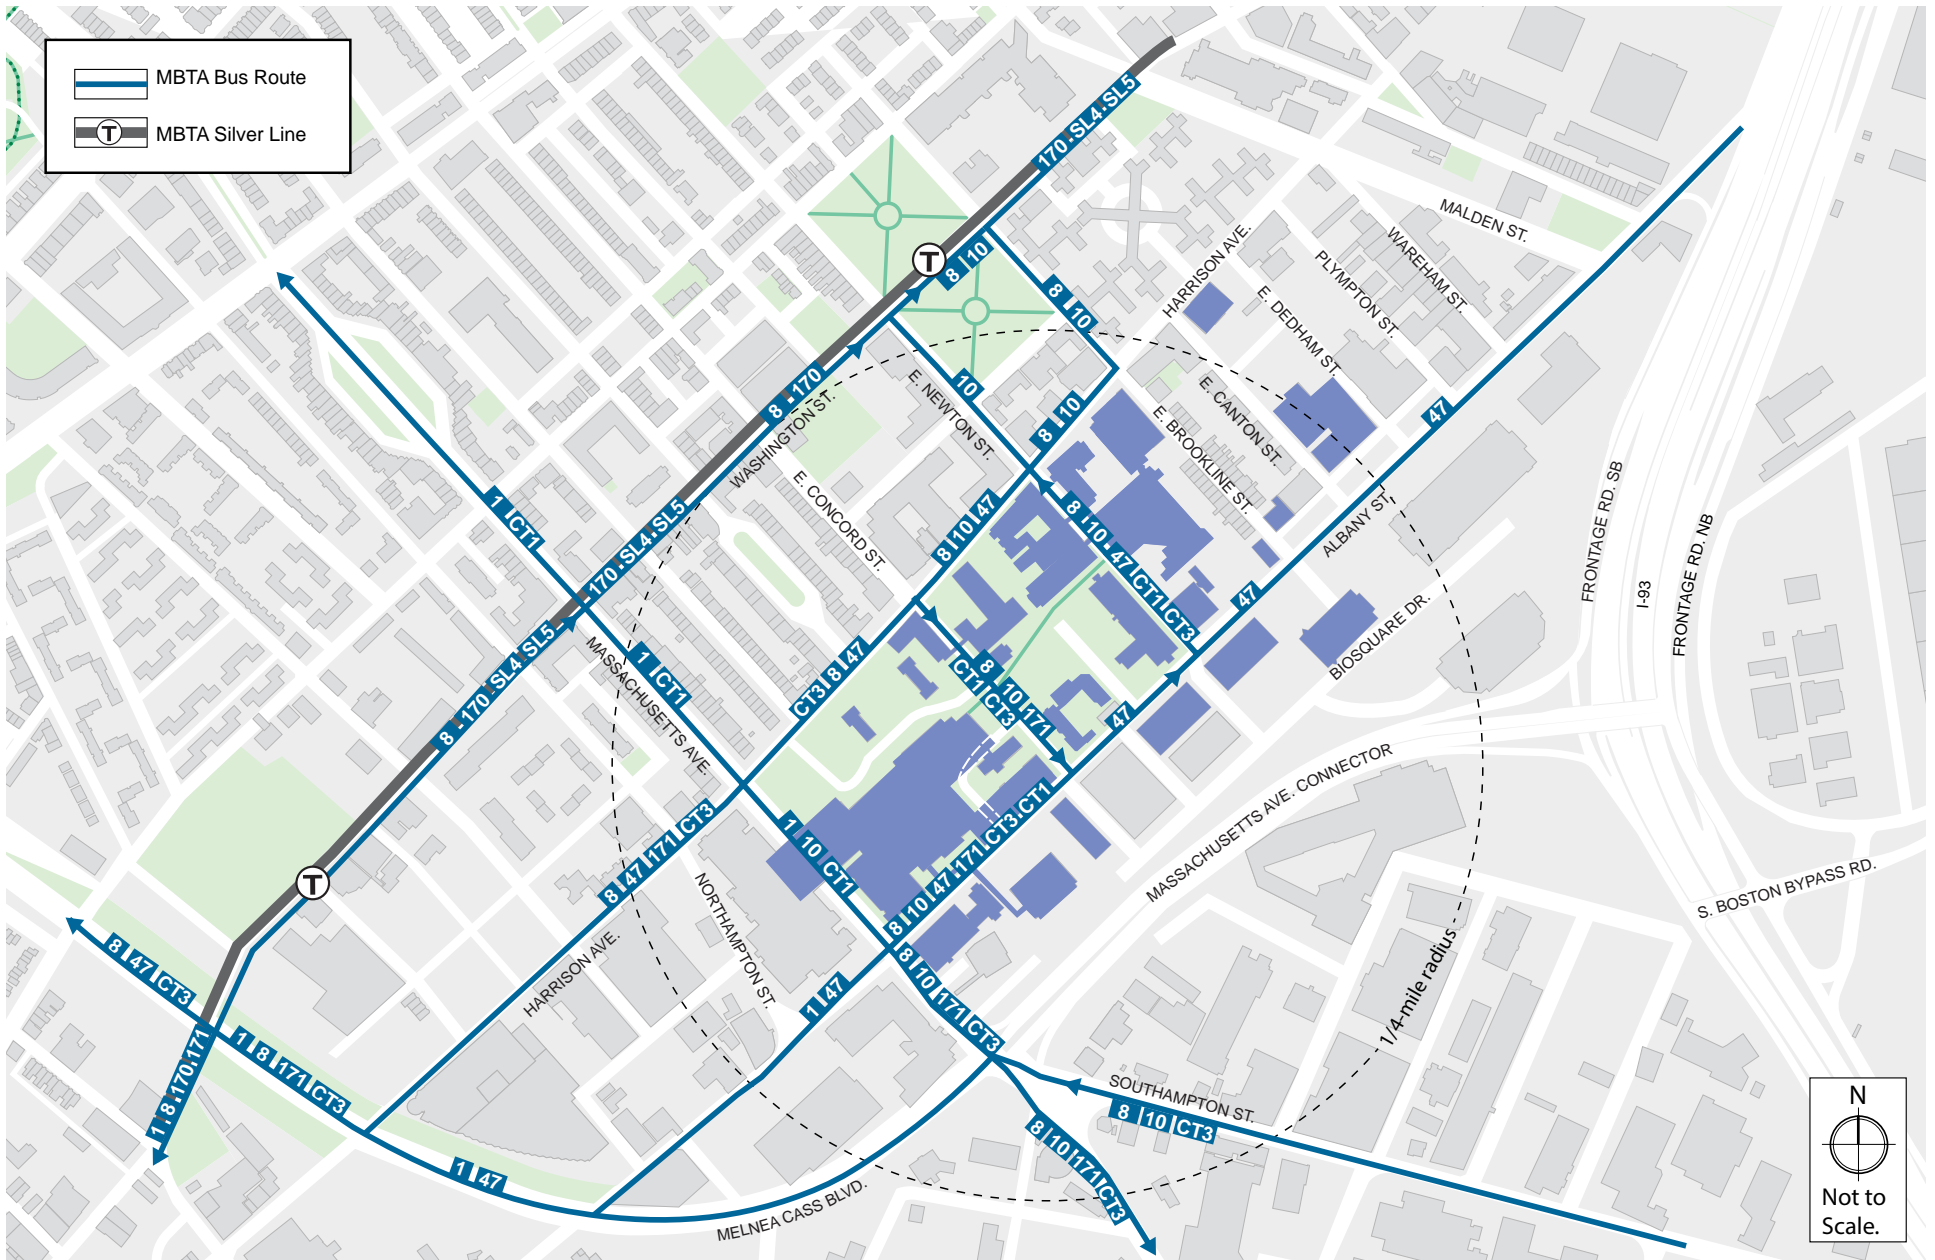 MBTA Bus Route
T MBTA Silver Line
170 SL4 SL5
MALDEN ST.
WAREHAM ST.
PLYMPTON ST.
HARRISON AVE.
E. DEDHAM ST.
T
8 10
8 10
8 170
WASHINGTON ST.
10
E. NEWTON ST.
8 10
E. CANTON ST.
E. BROOKLINE ST.
47
1 CT1
E. CONCORD ST.
8 10 47
8 10 47 CT1 CT3
ALBANY ST.
FRONTAGE RD. SB
I-93
FRONTAGE RD. NB
170 SL4 SL5
47
BIOSQUARE DR.
8 170 SL4 SL5
MASSACHUSETTS AVE.
1 CT1
CT3 8 47
8 10 171
CT1 CT3
47
MASSACHUSETTS AVE. CONNECTOR
8 47 171 CT3
1 10 CT1
8 10 47 171 CT3 CT1
T
NORTHAMPTON ST.
S. BOSTON BYPASS RD.
HARRISON AVE.
8 47 CT3
1 47
8 10 171 CT3
1/4-mile radius
1 8 170 171
1 8 171 CT3
SOUTHAMPTON ST.
8 10 CT3
8 10 171 CT3
1 47
MELNEA CASS BLVD.
N
Not to
Scale.